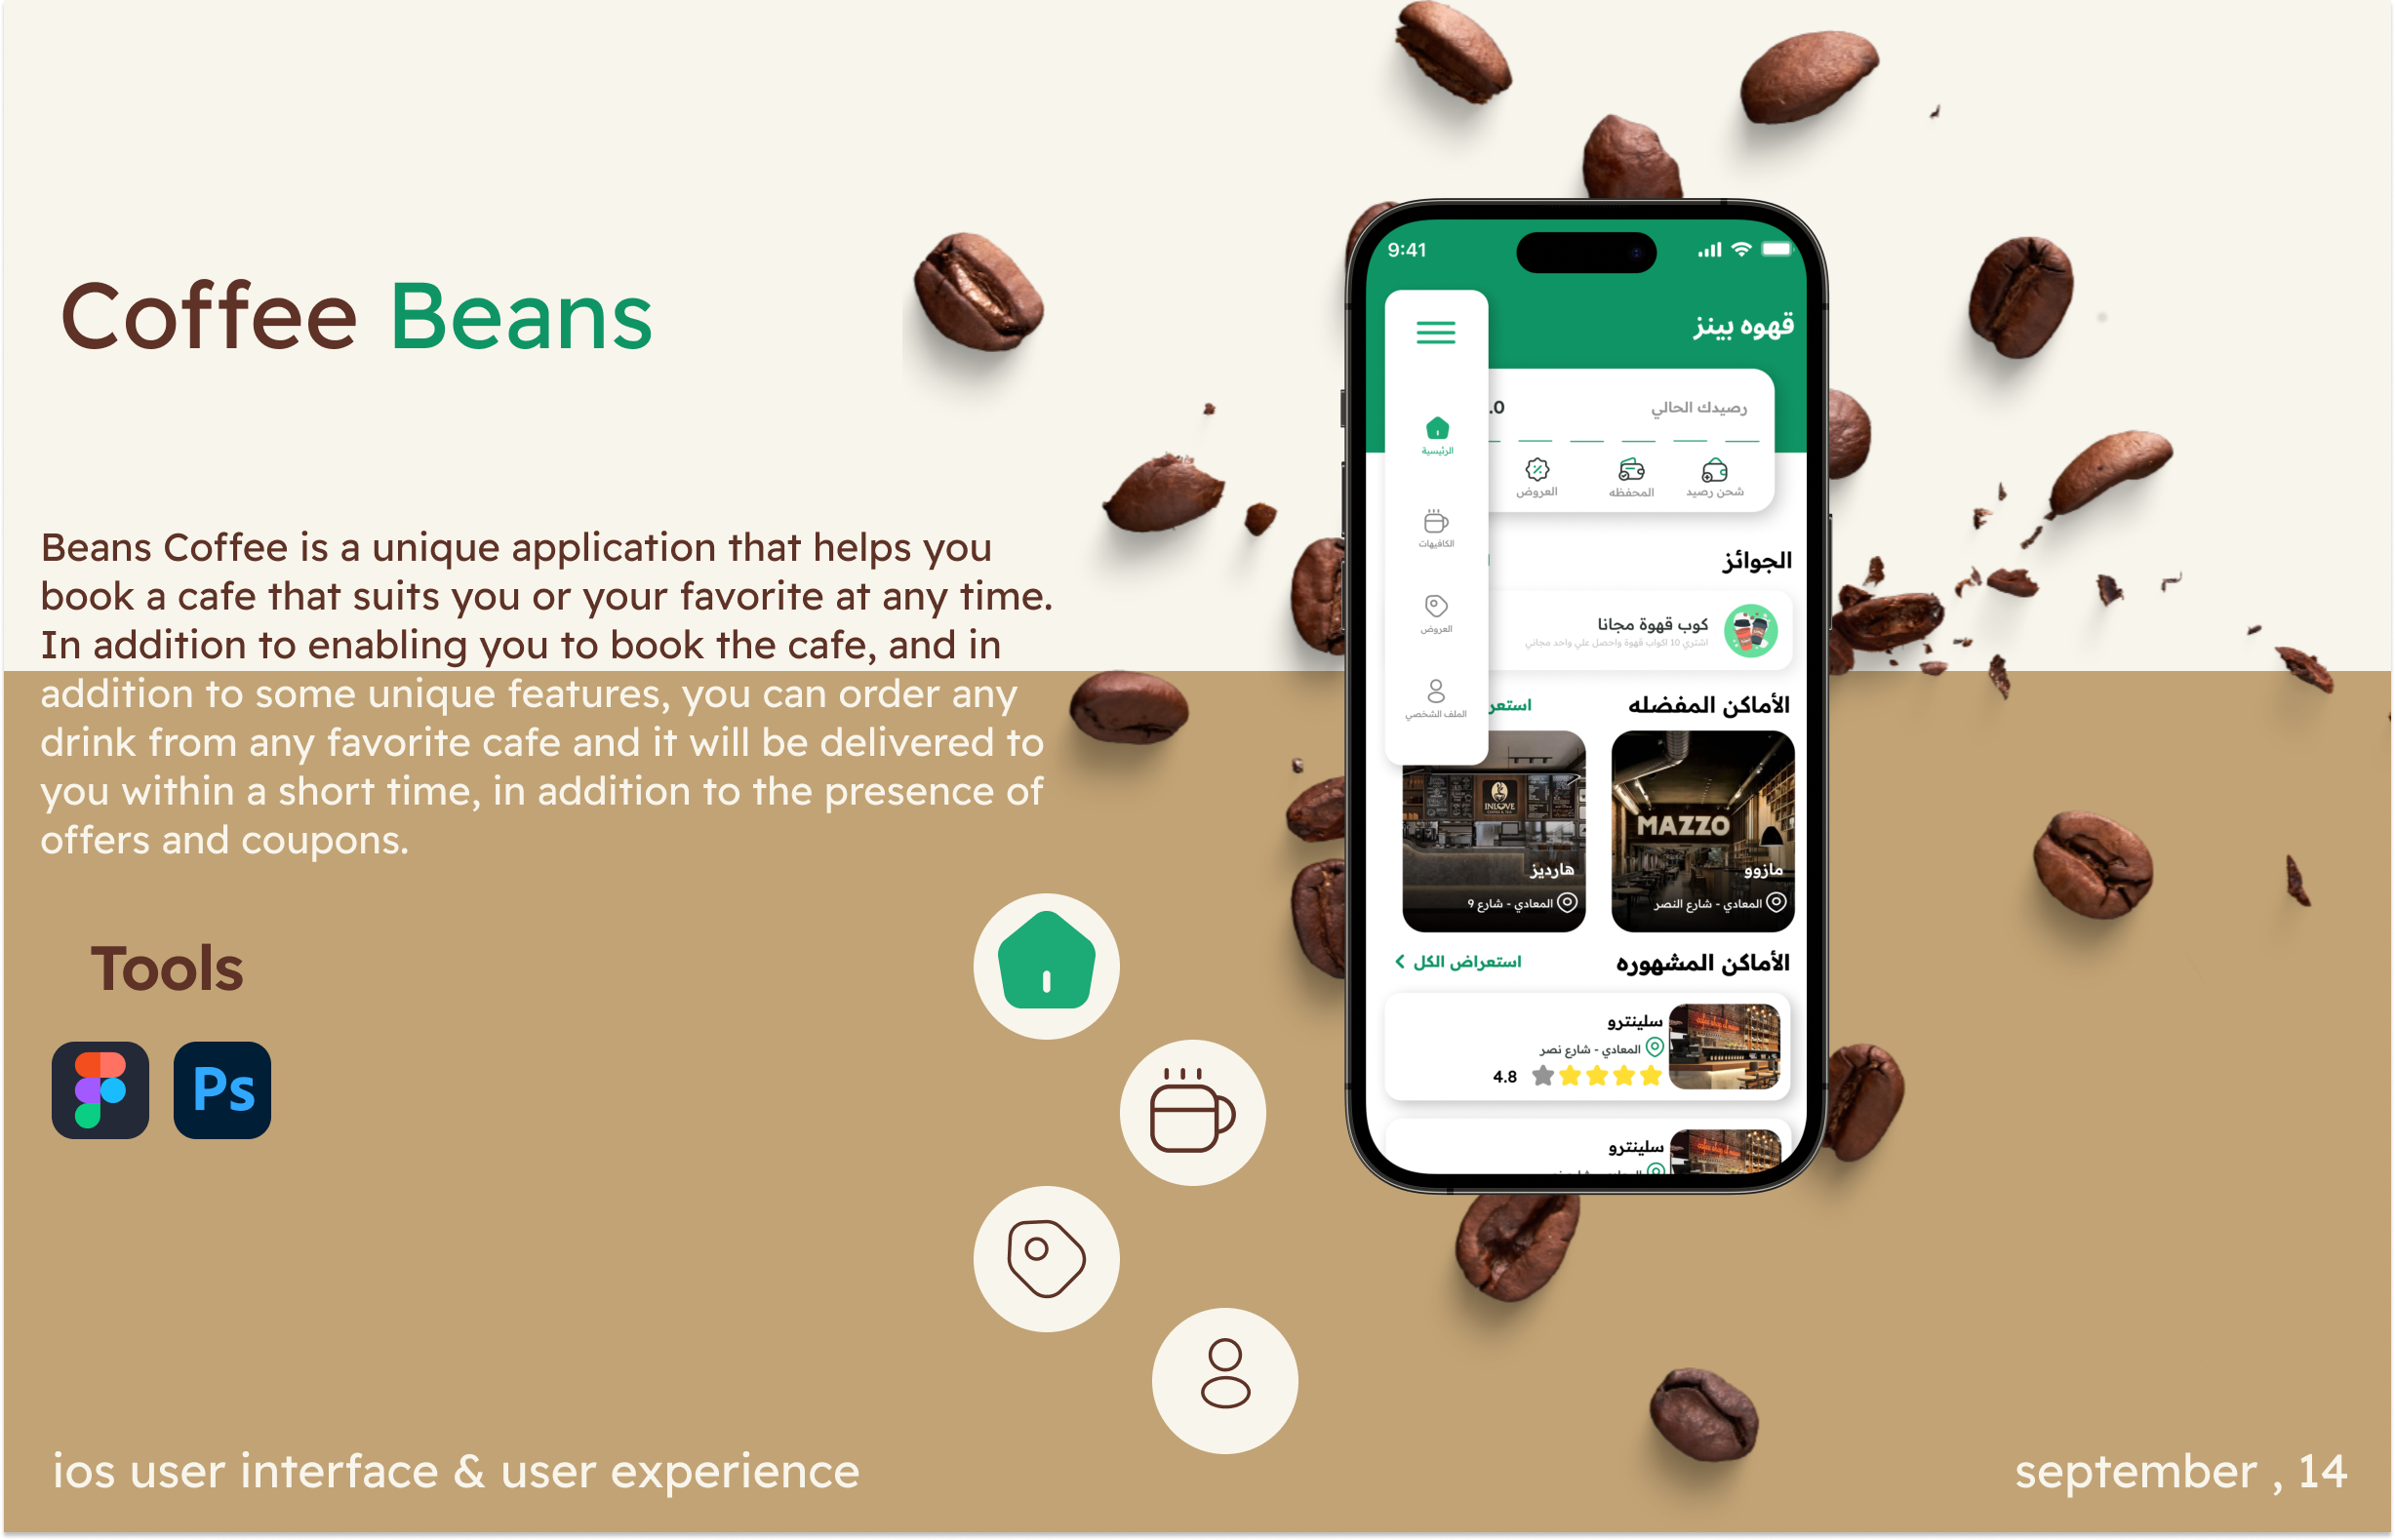 Coffee Beans
Beans Coffee is a unique application that helps you
book a cafe that suits you or your favorite at any time.
In addition to enabling you to book the cafe, and in
addition to some unique features, you can order any
drink from any favorite cafe and it will be delivered to
you within a short time, in addition to the presence of
offers and coupons.
Tools
Ps
ios user interface & user experience
september , 14
9:41
قهوه بينز
رصيدك الحالي
.0
شحن رصيد
المحفظه
العروض
الرئيسية
الكافيهات
العروض
الملف الشخصي
الجوائز
كوب قهوة مجانا
اشتري 10 اكواب قهوة واحصل علي واحد مجاني
الأماكن المفضله
استعر
MAZZO
مازوو
المعادي - شارع النصر
INLOVE
هارديز
المعادي - شارع 9
الأماكن المشهوره
استعراض الكل
سلينترو
المعادي - شارع نصر
4.8
سلينترو